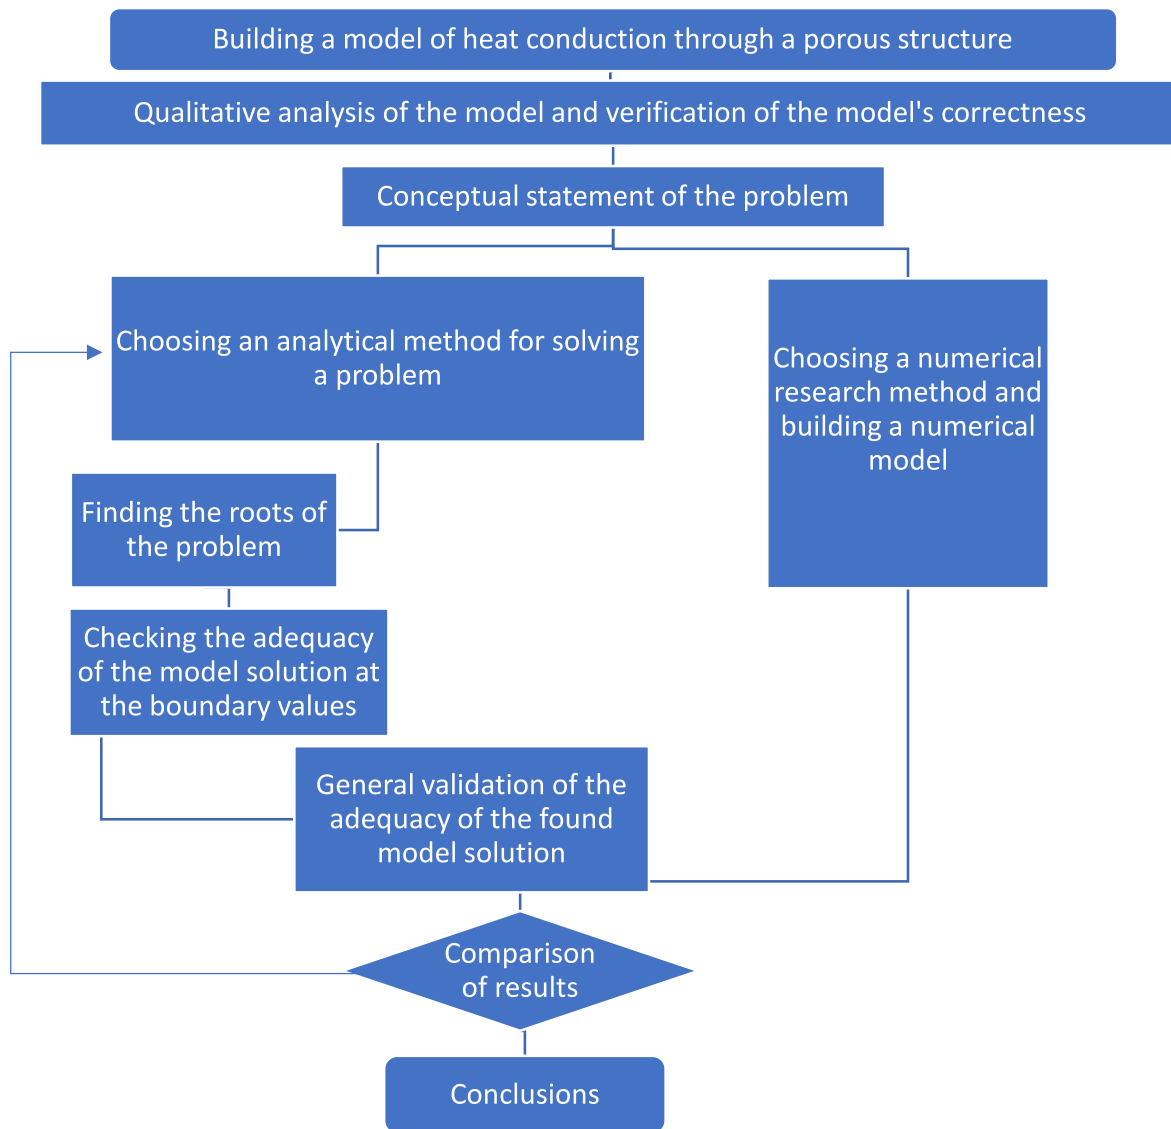 Building a model of heat conduction through a porous structure
Qualitative analysis of the model and verification of the model's correctness
Conceptual statement of the problem
Choosing an analytical method for solving
a problem
Choosing a numerical
research method and
building a numerical
model
Finding the roots of
the problem
Checking the adequacy
of the model solution at
the boundary values
General validation of the
adequacy of the found
model solution
Comparison
of results
Conclusions